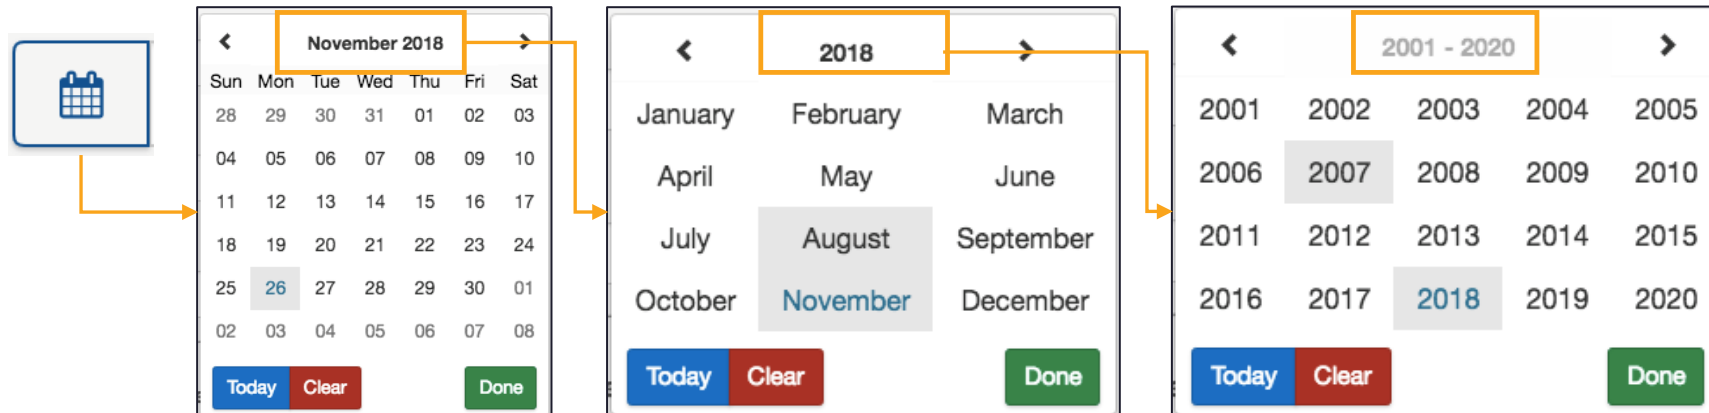 November 2018
Sun Mon Tue Wed Thu Fri Sat
28 29 30 31 01 02 03
04 05 06 07 08 09 10
11 12 13 14 15 16 17
18 19 20 21 22 23 24
25 26 27 28 29 30 01
02 03 04 05 06 07 08
Today Clear Done
2018
January February March
April May June
July August September
October November December
Today Clear Done
2001 - 2020
2001 2002 2003 2004 2005
2006 2007 2008 2009 2010
2011 2012 2013 2014 2015
2016 2017 2018 2019 2020
Today Clear Done